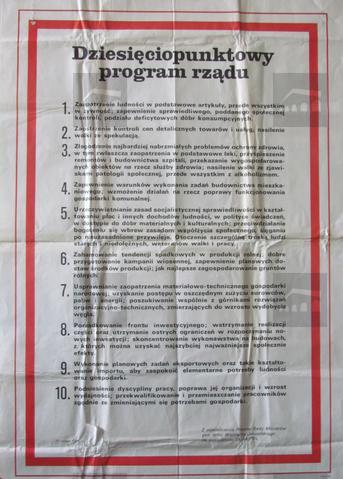 Dziesięciopunktowy
program rządu
1. Zaopatrzenie ludności w podstawowe artykuły, przede wszystkim
w żywność; zapewnienie sprawiedliwego, poddanego społecznej
kontroli, podziału deficytowych dóbr konsumpcyjnych.
2. Zaostrzenie kontroli cen detalicznych towarów i usług, nasilenie
walki ze spekulacją.
3. Złagodzenie najbardziej nabrzmiałych problemów ochrony zdrowia,
w tym zwłaszcza zaopatrzenia w podstawowe leki, przyspieszenie
remontów i budownictwa szpitali, przekazanie wygospodarowa-
nych obiektów na rzecz służby zdrowia; nasilenie walki ze zjawi-
skami patologii społecznej, przede wszystkim z alkoholizmem.
4. Zapewnienie warunków wykonania zadań budownictwa mieszka-
niowego, wzmożenie działań na rzecz poprawy funkcjonowania
gospodarki komunalnej.
5. Urzeczywistnianie zasad socjalistycznej sprawiedliwości w kształ-
towaniu płac i innych dochodów ludności, w polityce świadczeń,
w dostępie do dóbr materialnych i kulturalnych; przeciwdziałanie
bogaceniu się wbrew zasadom współżycia społecznego, sięganiu
po nieuzasadnione przywileje. Otoczenie szczególną troską ludzi
starych i niedołężnych, weteranów walki i pracy.
6. Zahamowanie tendencji spadkowych w produkcji rolnej; dobre
przygotowanie kampanii wiosennej, zapewnienie planowych do-
staw środków produkcji; jak najlepsze zagospodarowanie gruntów
rolnych.
7. Usprawnianie zaopatrzenia materiałowo-technicznego gospodarki
narodowej; uzyskanie postępu w oszczędnym zużyciu surowców,
paliw i energii; poszukiwanie wspólnie z górnikami rozwiązań
organizacyjno-technicznych, zmierzających do wzrostu wydobycia
węgla.
8. Porządkowanie frontu inwestycyjnego; wstrzymanie realizacji
części oraz utrzymanie ostrych ograniczeń w rozpoczynaniu no-
wych inwestycji; skoncentrowanie wykonawstwa na budowach,
z których można uzyskać najszybciej najważniejsze społecznie
efekty.
9. Wykonanie planowych zadań eksportowych oraz takie kształto-
wanie importu, aby zaspokoić elementarne potrzeby ludności
oraz gospodarki.
10. Podniesienie dyscypliny pracy, poprawa jej organizacji i wzrost
wydajności; przekwalifikowanie i przemieszczanie pracowników
zgodnie ze zmieniającymi się potrzebami gospodarki.